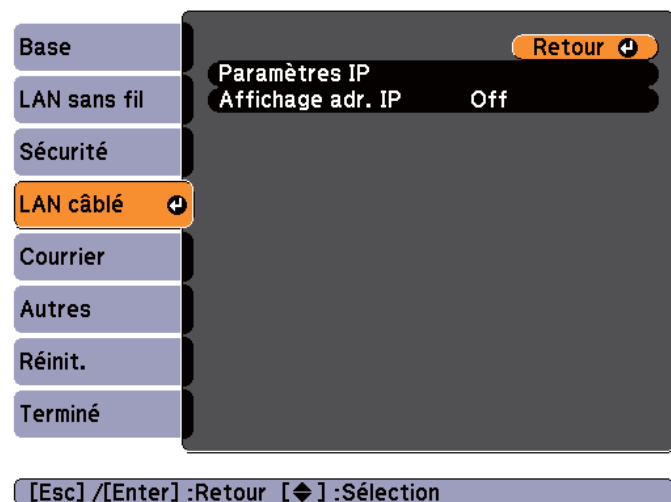 Base
LAN sans fil
Sécurité
LAN câblé
Courrier
Autres
Réinit.
Terminé
Retour
Paramètres IP
Affichage adr. IP Off
[Esc] /[Enter] :Retour [◆] :Sélection